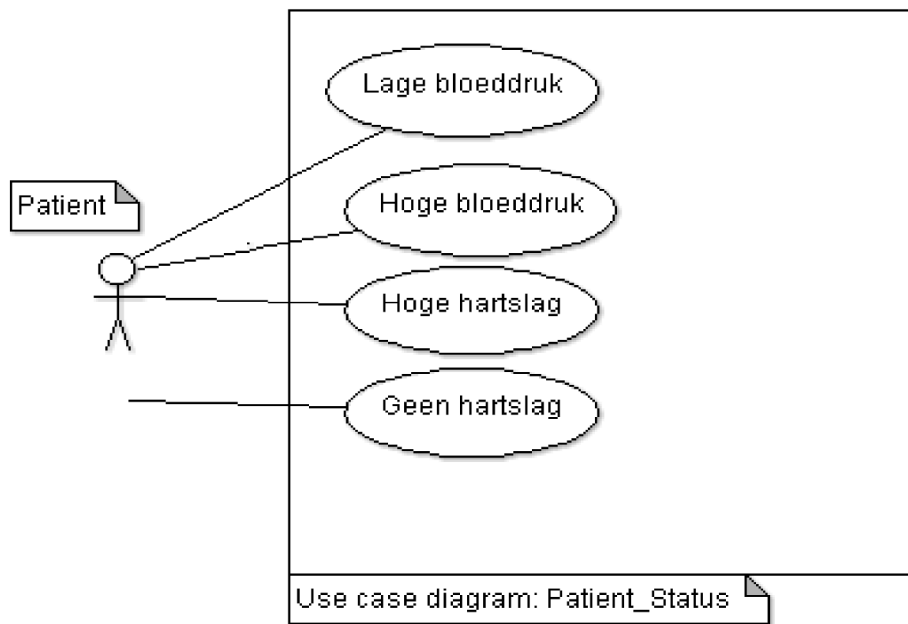 Lage bloeddruk
Patient
Hoge bloeddruk
Hoge hartslag
Geen hartslag
Use case diagram: Patient_Status